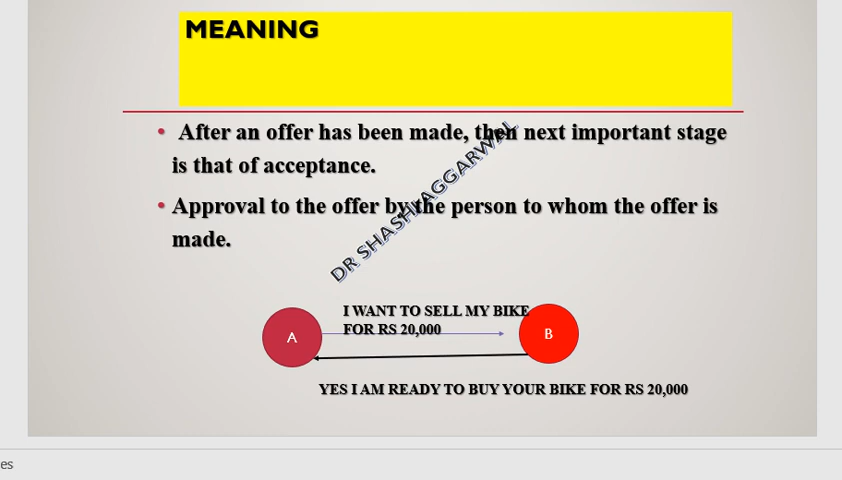 MEANING
• After an offer has been made, then next important stage
is that of acceptance.
• Approval to the offer by the person to whom the offer is
made.
DR SHASHI AGGARWAL
I WANT TO SELL MY BIKE
FOR RS 20,000
A
B
YES I AM READY TO BUY YOUR BIKE FOR RS 20,000
es